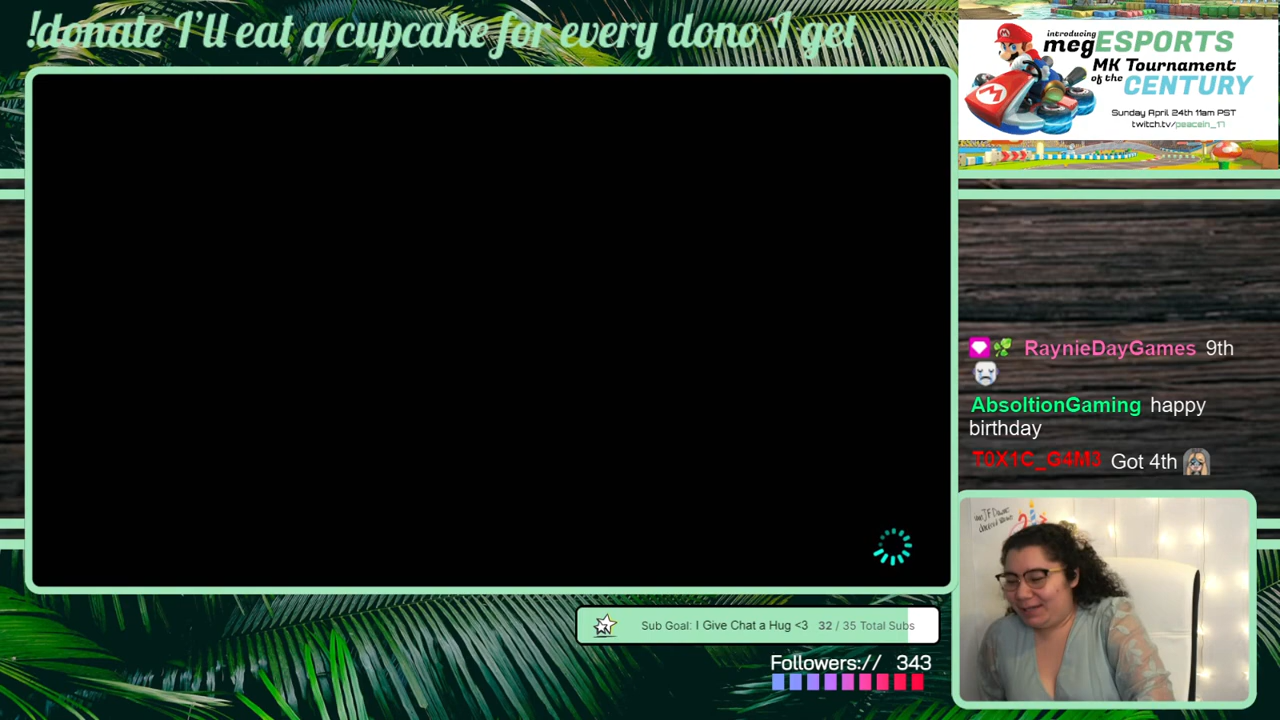 !donate I'll eat a cupcake for every dono I get
introducing
megESPORTS
MK Tournament
of the CENTURY
Sunday April 24th 11am PST
twitch.tv/peacein_17
RaynieDayGames 9th
AbsoltionGaming happy
birthday
T0X1C_G4M3 Got 4th
Sub Goal: I Give Chat a Hug <3 32 / 35 Total Subs
Followers:// 343